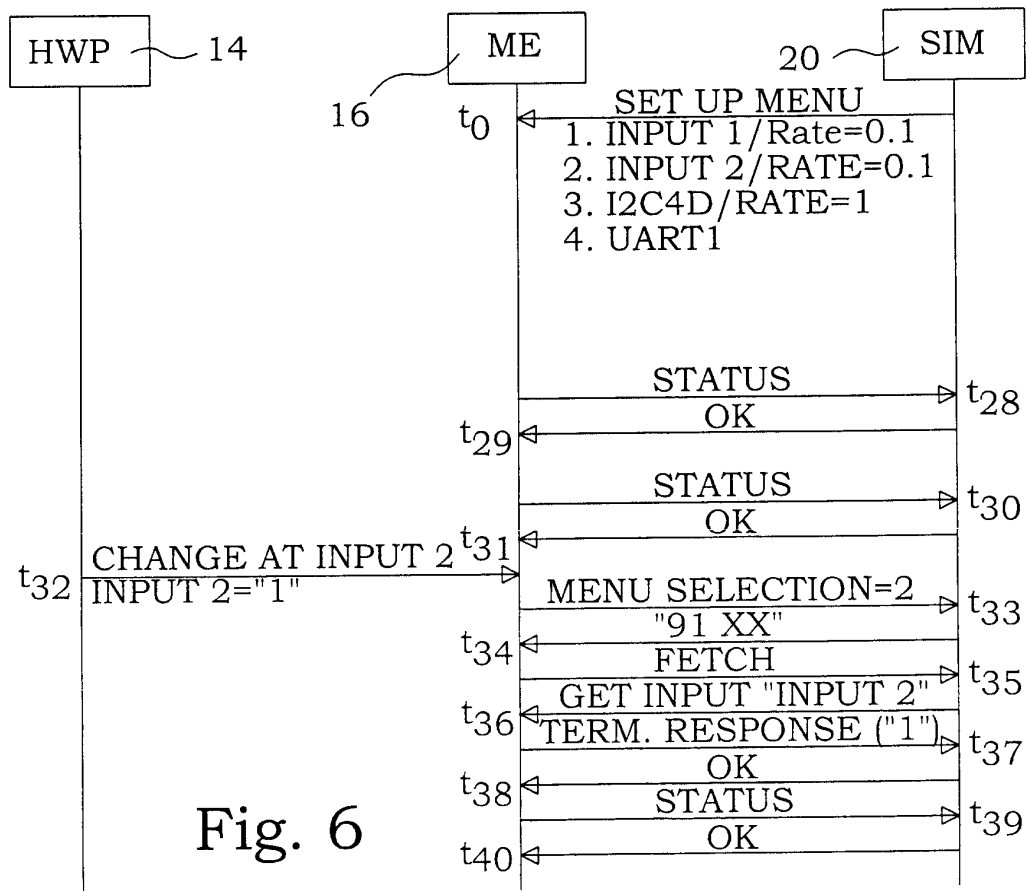 HWP
14
ME
16
SIM
20
t0
SET UP MENU
1. INPUT 1/Rate=0.1
2. INPUT 2/RATE=0.1
3. I2C4D/RATE=1
4. UART1
STATUS
t28
OK
t29
STATUS
t30
OK
t31
t32
CHANGE AT INPUT 2
INPUT 2="1"
MENU SELECTION=2
t33
"91 XX"
t34
FETCH
t35
GET INPUT "INPUT 2"
t36
TERM. RESPONSE ("1")
t37
OK
t38
STATUS
t39
OK
t40
Fig. 6